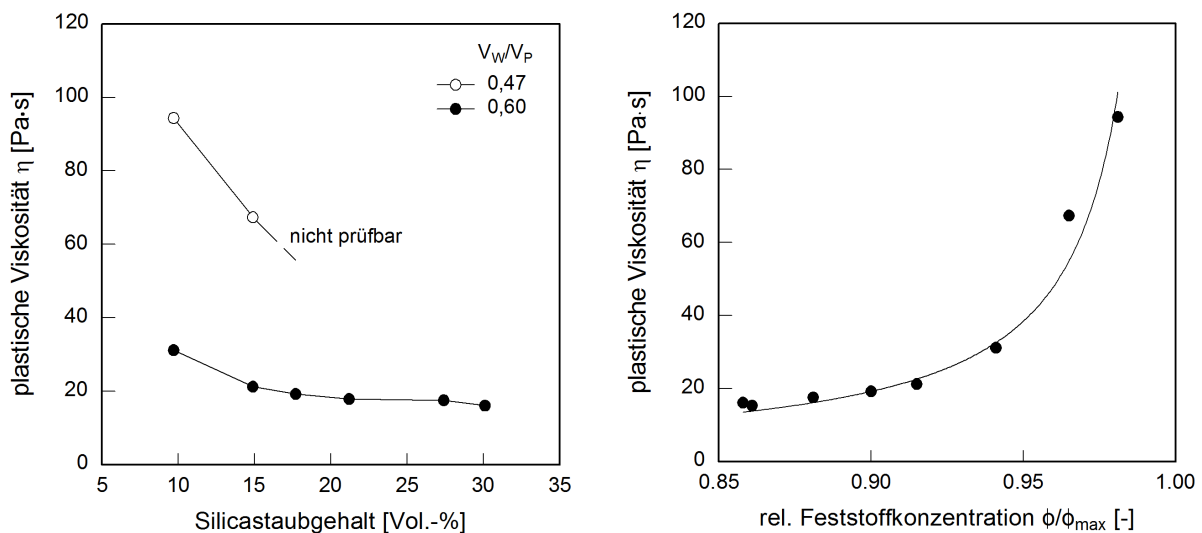 plastische Viskosität η [Pa·s]
120
100
80
60
40
20
0
V_W/V_P
0,47
0,60
nicht prüfbar
5 10 15 20 25 30 35
Silicastaubgehalt [Vol.-%]
plastische Viskosität η [Pa·s]
120
100
80
60
40
20
0
0.85 0.90 0.95 1.00
rel. Feststoffkonzentration ϕ/ϕ_max [-]